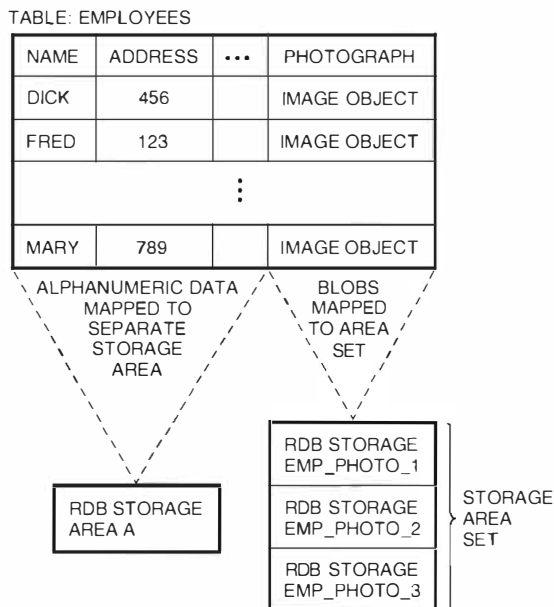 TABLE: EMPLOYEES
NAME ADDRESS ••• PHOTOGRAPH
DICK 456 IMAGE OBJECT
FRED 123 IMAGE OBJECT
MARY 789 IMAGE OBJECT
ALPHANUMERIC DATA
MAPPED TO
SEPARATE
STORAGE
AREA
BLOBS
MAPPED
TO AREA
SET
RDB STORAGE
AREA A
RDB STORAGE
EMP_PHOTO_1
RDB STORAGE
EMP_PHOTO_2
RDB STORAGE
EMP_PHOTO_3
STORAGE
AREA
SET